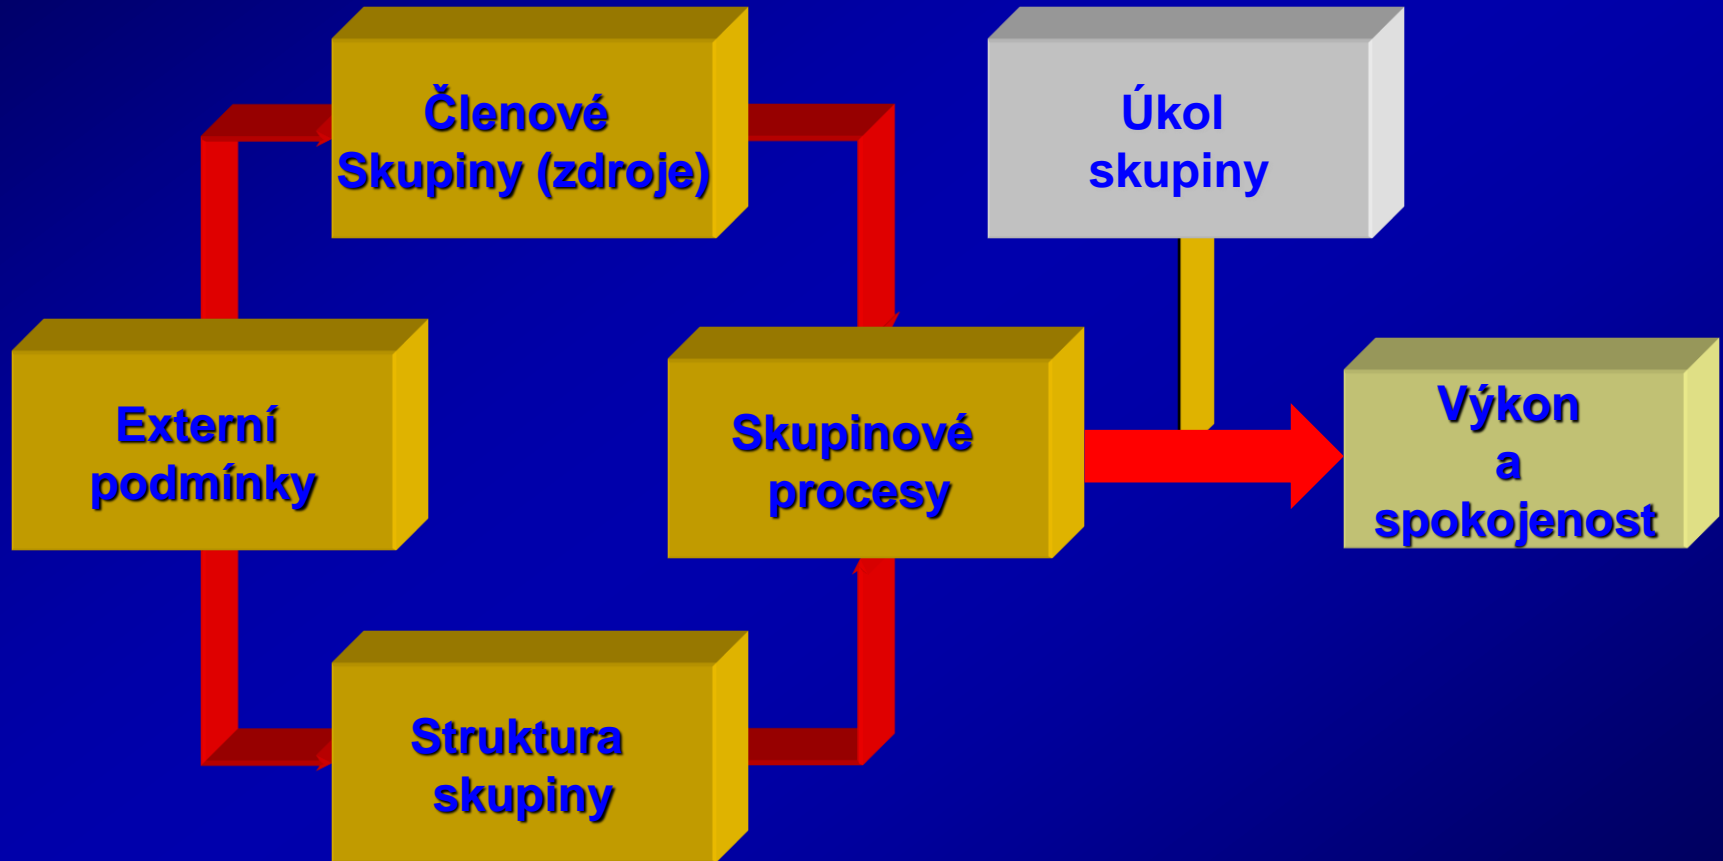 Členové
Skupiny (zdroje)
Úkol
skupiny
Externí
podmínky
Skupinové
procesy
Výkon
a
spokojenost
Struktura
skupiny